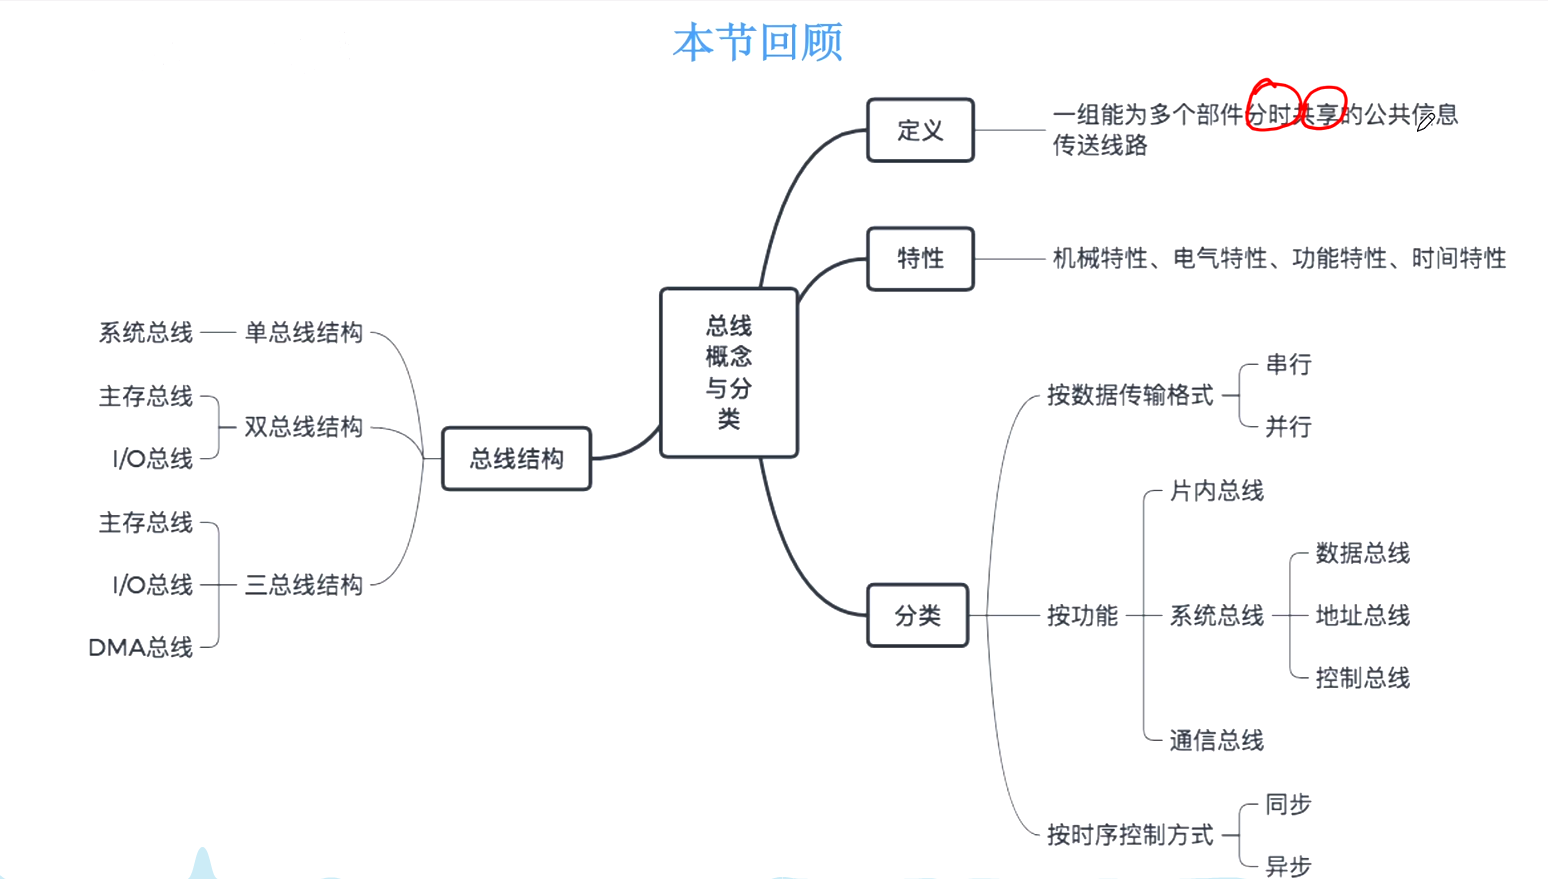 本节回顾
定义
一组能为多个部件分时共享的公共信息
传送线路
特性
机械特性、电气特性、功能特性、时间特性
总线
概念
与分
类
总线结构
单总线结构
系统总线
双总线结构
主存总线
I/O总线
三总线结构
主存总线
I/O总线
DMA总线
分类
按数据传输格式
串行
并行
按功能
片内总线
系统总线
数据总线
地址总线
控制总线
通信总线
按时序控制方式
同步
异步